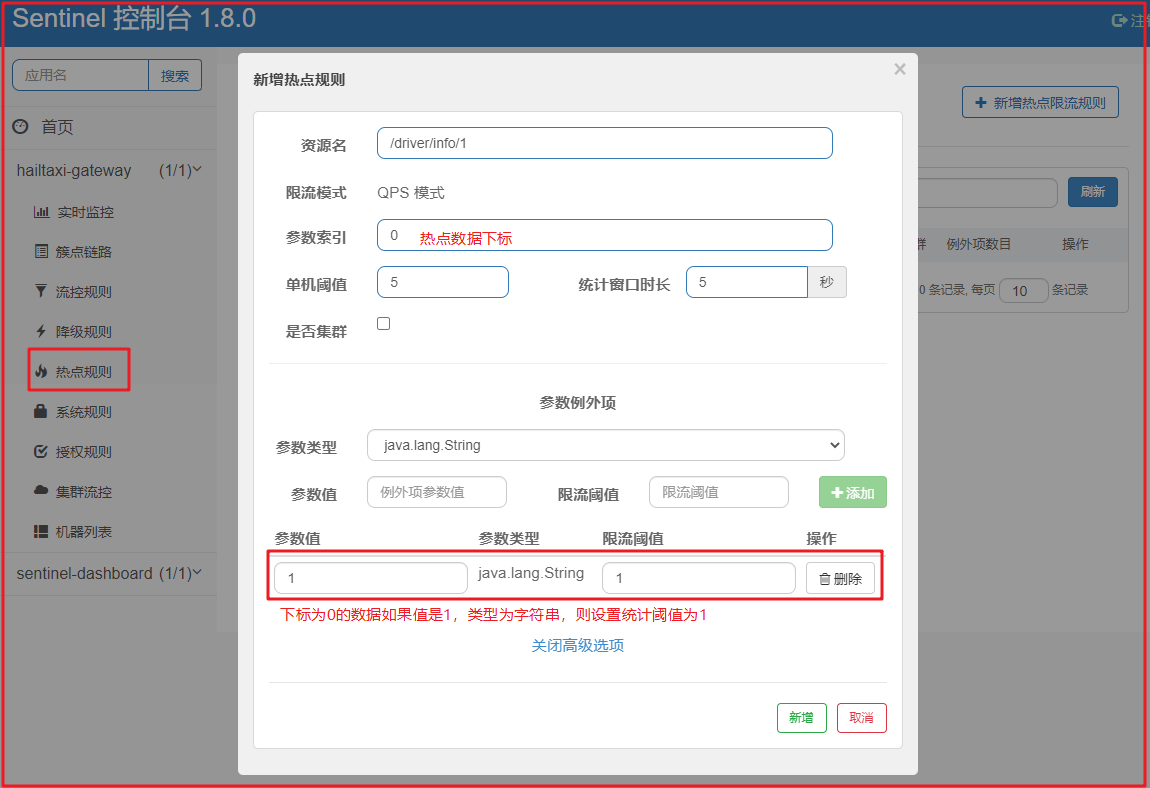 Sentinel 控制台 1.8.0
应用名
搜索
首页
hailtaxi-gateway (1/1)
实时监控
簇点链路
流控规则
降级规则
热点规则
系统规则
授权规则
集群流控
机器列表
sentinel-dashboard (1/1)
新增热点限流规则
刷新
例外项数目
操作
0 条记录, 每页 10 条记录
新增热点规则
×
资源名 /driver/info/1
限流模式 QPS 模式
参数索引 0 热点数据下标
单机阈值 5 统计窗口时长 5 秒
是否集群
参数例外项
参数类型 java.lang.String
参数值 例外项参数值 限流阈值 限流阈值 添加
参数值 参数类型 限流阈值 操作
1 java.lang.String 1 删除
下标为0的数据如果值是1，类型为字符串，则设置统计阈值为1
关闭高级选项
新增 取消